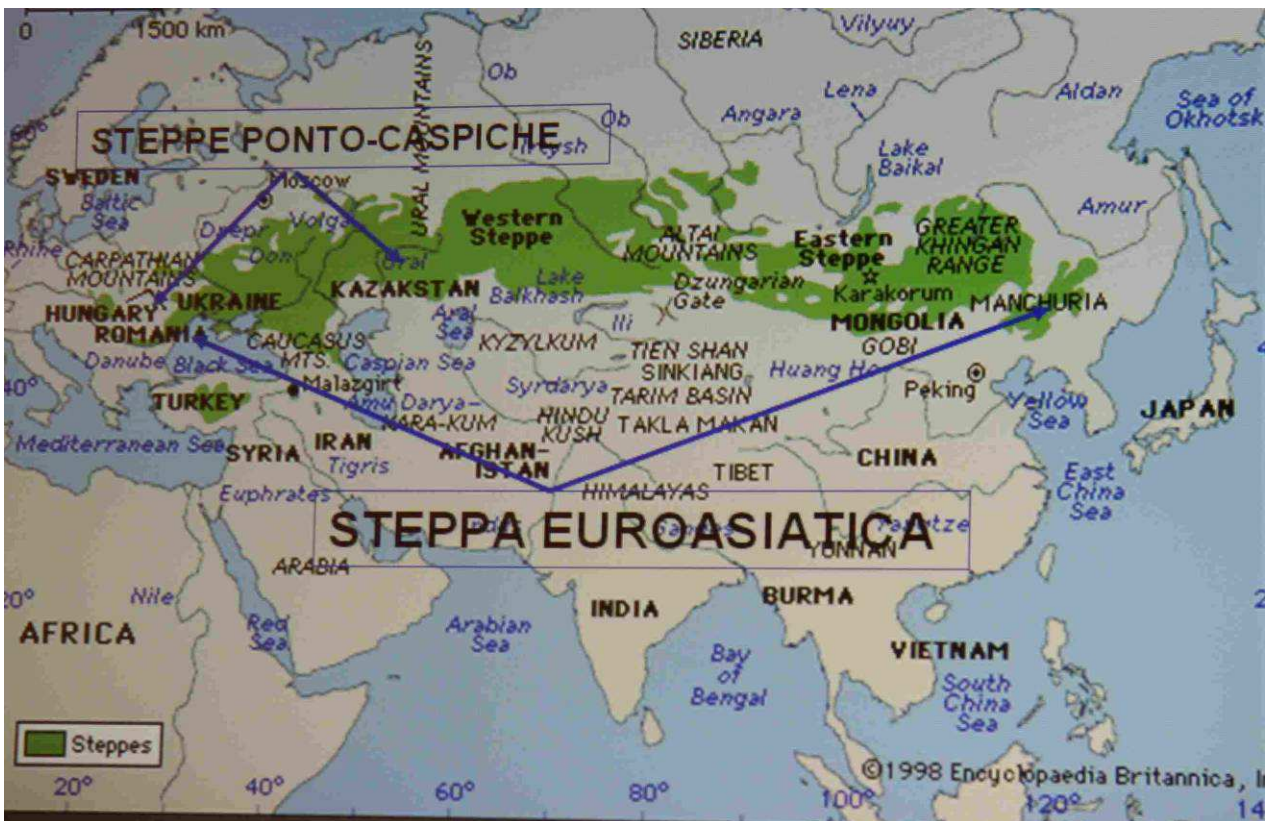 0 1500 km
SIBERIA
Vilyuy
Ob
URAL MOUNTAINS
Lena
Aldan
Angara
Sea of
Okhotsk
60°
STEPPE PONTO-CASPICHE
Ob
Irtysh
Lake
Baikal
SWEDEN
Moscow
Baltic
Sea
Volga
Dnepr
Amur
Rhine
Western
Steppe
ALTAI
MOUNTAINS
Eastern
Steppe
GREATER
KHINGAN
RANGE
CARPATHIAN
MOUNTAINS
Don
Ural
KAZAKSTAN
Lake
Balkhash
Dzungarian
Gate
Karakorum
MANCHURIA
HUNGARY
UKRAINE
ROMANIA
Aral
Sea
Ili
MONGOLIA
GOBI
CAUCASUS
MTS.
KYZYLKUM
Danube
Black Sea
Caspian Sea
TIEN SHAN
SINKIANG
Huang Ho
40°
Malazgirt
Syrdarya
TARIM BASIN
Peking
TURKEY
Amu Darya
KARA-KUM
HINDU
KUSH
TAKLA MAKAN
Yellow
Sea
JAPAN
Mediterranean Sea
SYRIA
IRAN
Tigris
AFGHAN-
ISTAN
TIBET
CHINA
Euphrates
HIMALAYAS
East
China
Sea
STEPPA EUROASIATICA
Indus
Ganges
Yangtze
YUNNAN
ARABIA
20°
Nile
INDIA
BURMA
AFRICA
Red
Sea
Arabian
Sea
Bay
of
Bengal
VIETNAM
South
China
Sea
Steppes
©1998 Encyclopaedia Britannica, I
20° 40° 60° 80° 100° 120° 14